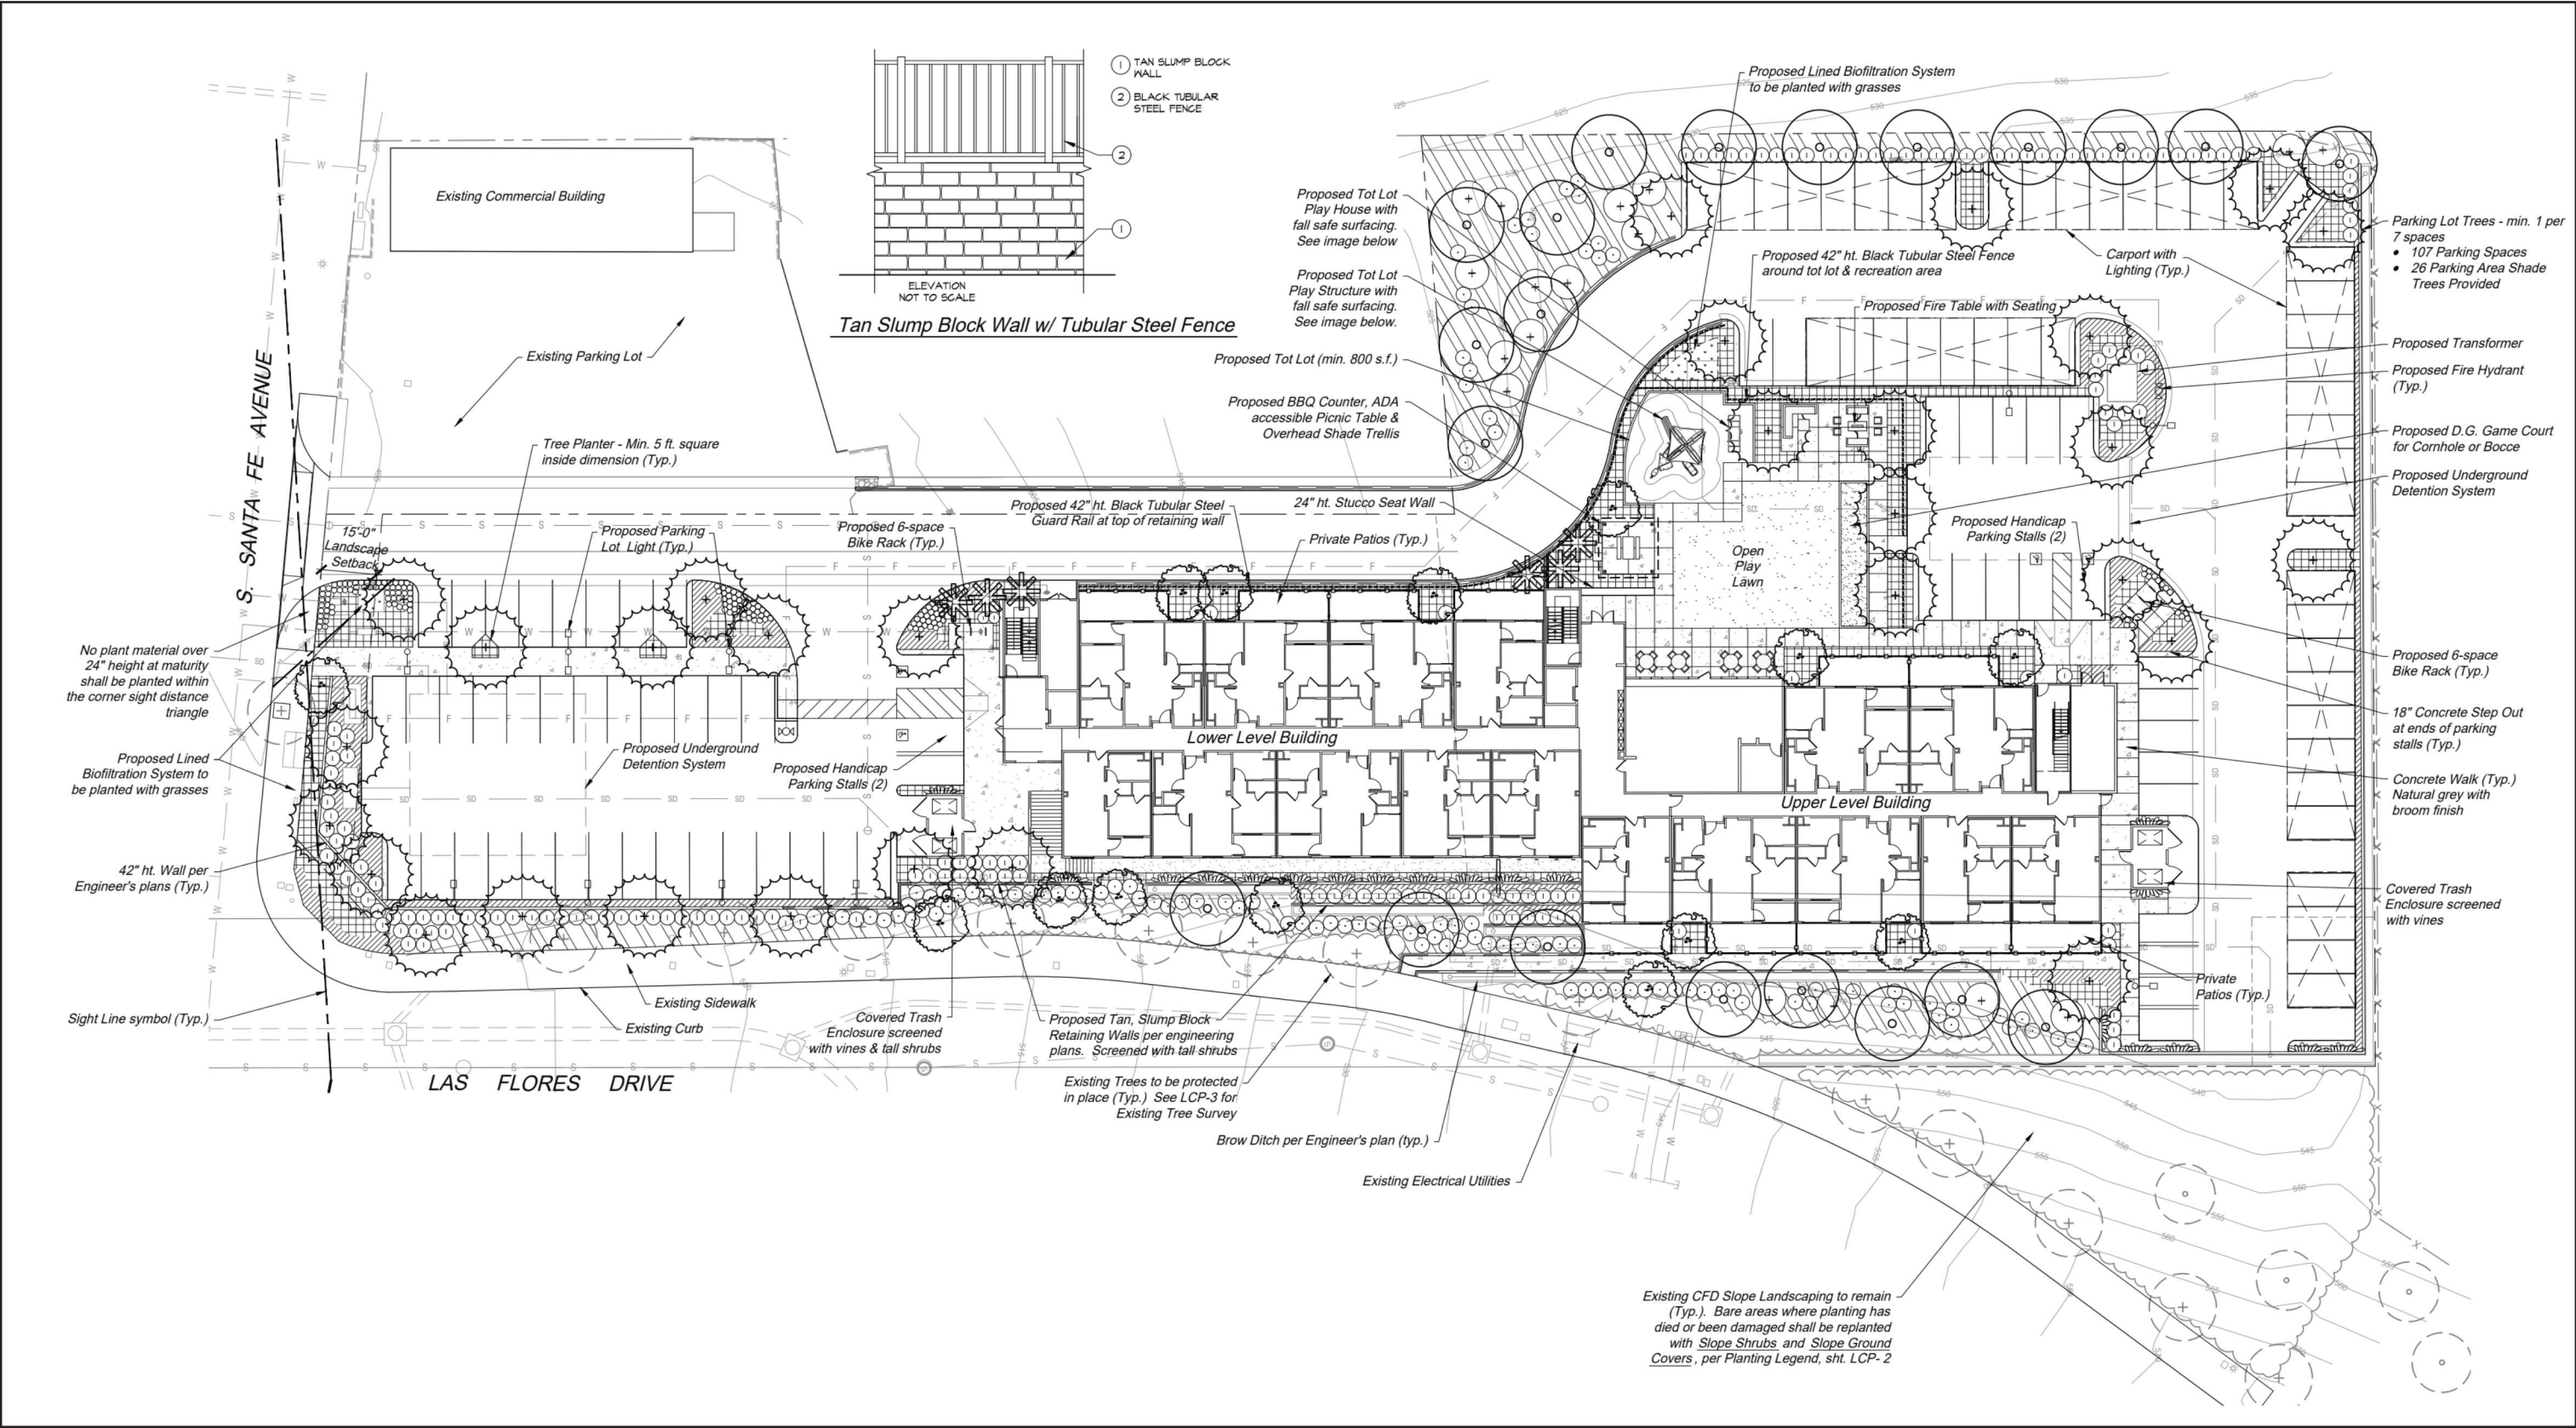 1 TAN SLUMP BLOCK
WALL
2 BLACK TUBULAR
STEEL FENCE
2
1
ELEVATION
NOT TO SCALE
Tan Slump Block Wall w/ Tubular Steel Fence
Existing Commercial Building
Existing Parking Lot
S. SANTA FE AVENUE
Tree Planter - Min. 5 ft. square
inside dimension (Typ.)
15'-0"
Landscape
Setback
Proposed Parking
Lot Light (Typ.)
Proposed 6-space
Bike Rack (Typ.)
Proposed 42" ht. Black Tubular Steel
Guard Rail at top of retaining wall
24" ht. Stucco Seat Wall
Private Patios (Typ.)
Proposed Lined Biofiltration System
to be planted with grasses
Proposed Tot Lot
Play House with
fall safe surfacing.
See image below
Proposed Tot Lot
Play Structure with
fall safe surfacing.
See image below.
Proposed Tot Lot (min. 800 s.f.)
Proposed BBQ Counter, ADA
accessible Picnic Table &
Overhead Shade Trellis
Proposed 42" ht. Black Tubular Steel Fence
around tot lot & recreation area
Proposed Fire Table with Seating
Carport with
Lighting (Typ.)
Parking Lot Trees - min. 1 per
7 spaces
• 107 Parking Spaces
• 26 Parking Area Shade
Trees Provided
Proposed Transformer
Proposed Fire Hydrant
(Typ.)
Proposed D.G. Game Court
for Cornhole or Bocce
Proposed Underground
Detention System
Proposed Handicap
Parking Stalls (2)
Open
Play
Lawn
Proposed 6-space
Bike Rack (Typ.)
18" Concrete Step Out
at ends of parking
stalls (Typ.)
Concrete Walk (Typ.)
Natural grey with
broom finish
Covered Trash
Enclosure screened
with vines
Private
Patios (Typ.)
No plant material over
24" height at maturity
shall be planted within
the corner sight distance
triangle
Proposed Lined
Biofiltration System to
be planted with grasses
42" ht. Wall per
Engineer's plans (Typ.)
Sight Line symbol (Typ.)
Proposed Underground
Detention System
Proposed Handicap
Parking Stalls (2)
Lower Level Building
Upper Level Building
Existing Sidewalk
Existing Curb
LAS FLORES DRIVE
Covered Trash
Enclosure screened
with vines & tall shrubs
Proposed Tan, Slump Block
Retaining Walls per engineering
plans. Screened with tall shrubs
Existing Trees to be protected
in place (Typ.) See LCP-3 for
Existing Tree Survey
Brow Ditch per Engineer's plan (typ.)
Existing Electrical Utilities
Existing CFD Slope Landscaping to remain
(Typ.). Bare areas where planting has
died or been damaged shall be replanted
with Slope Shrubs and Slope Ground
Covers, per Planting Legend, sht. LCP- 2